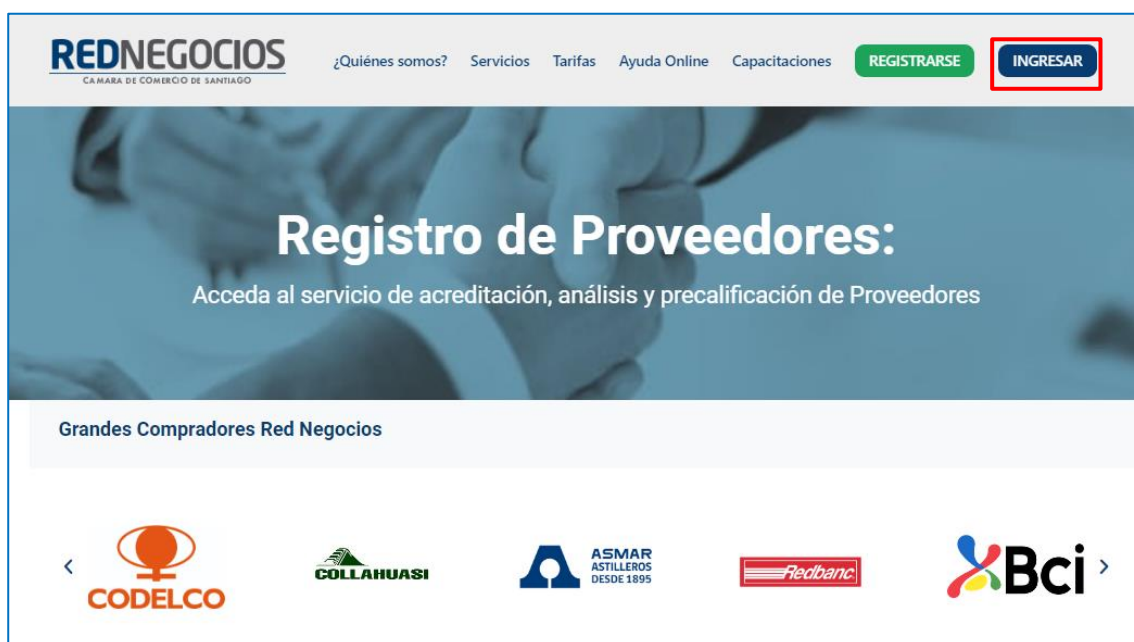 REDNEGOCIOS
CAMARA DE COMERCIO DE SANTIAGO
¿Quiénes somos? Servicios Tarifas Ayuda Online Capacitaciones REGISTRARSE INGRESAR
Registro de Proveedores:
Acceda al servicio de acreditación, análisis y precalificación de Proveedores
Grandes Compradores Red Negocios
CODELCO
COLLAHUASI
ASMAR
ASTILLEROS
DESDE 1895
Redbanc
Bci